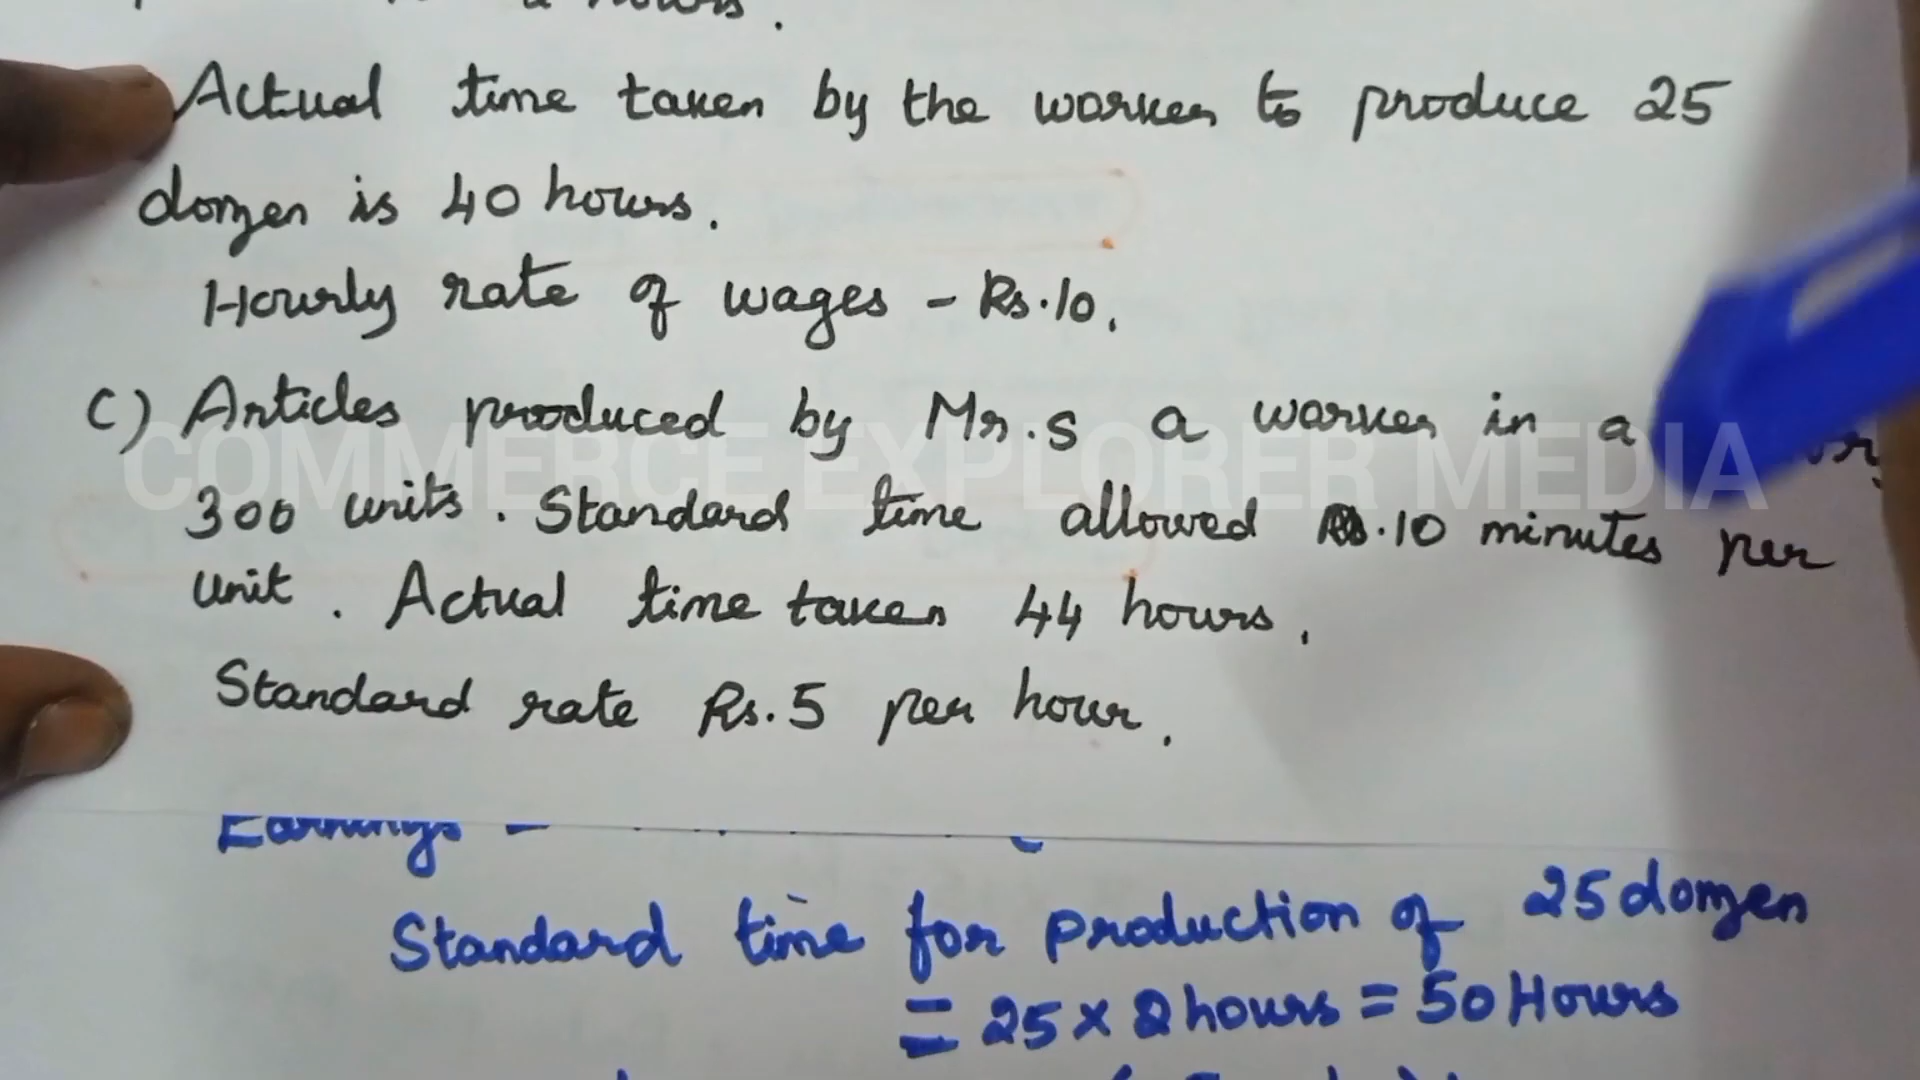 hours.
Actual time taken by the worker to produce 25
dozen is 40 hours.
Hourly rate of wages - Rs.10.
C) Articles produced by Mr.S a worker in a
COMMERCE EXPLORER MEDIA
300 units. Standard time allowed Rs.10 minutes per
unit. Actual time taken 44 hours.
Standard rate Rs.5 per hour.
Earnings =
Standard time for production of 25 dozen
= 25 x 2 hours = 50 Hours